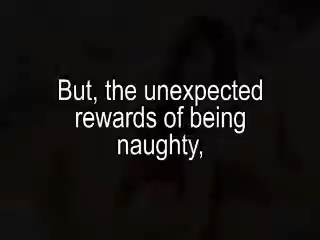 But, the unexpected
rewards of being
naughty,